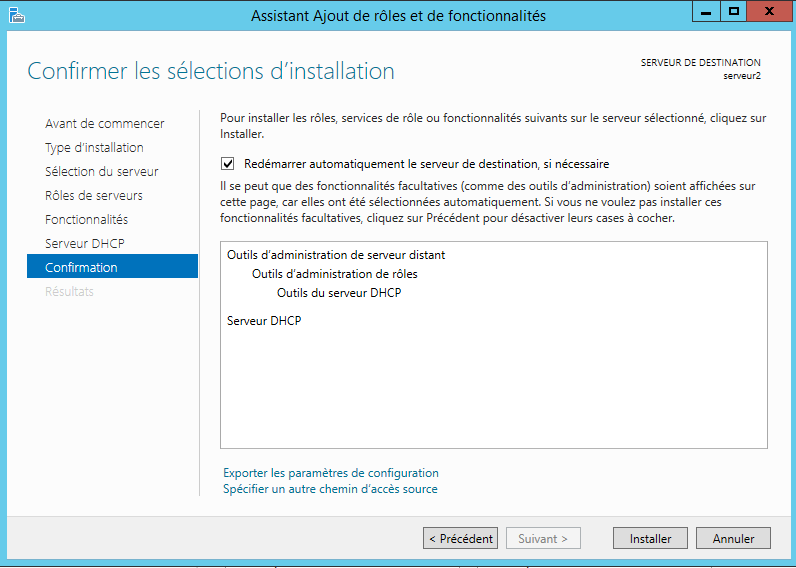 Assistant Ajout de rôles et de fonctionnalités
Confirmer les sélections d'installation
SERVEUR DE DESTINATION
serveur2
Avant de commencer
Type d'installation
Sélection du serveur
Rôles de serveurs
Fonctionnalités
Serveur DHCP
Confirmation
Résultats
Pour installer les rôles, services de rôle ou fonctionnalités suivants sur le serveur sélectionné, cliquez sur
Installer.
Redémarrer automatiquement le serveur de destination, si nécessaire
Il se peut que des fonctionnalités facultatives (comme des outils d'administration) soient affichées sur
cette page, car elles ont été sélectionnées automatiquement. Si vous ne voulez pas installer ces
fonctionnalités facultatives, cliquez sur Précédent pour désactiver leurs cases à cocher.
Outils d'administration de serveur distant
Outils d'administration de rôles
Outils du serveur DHCP
Serveur DHCP
Exporter les paramètres de configuration
Spécifier un autre chemin d'accès source
< Précédent
Suivant >
Installer
Annuler